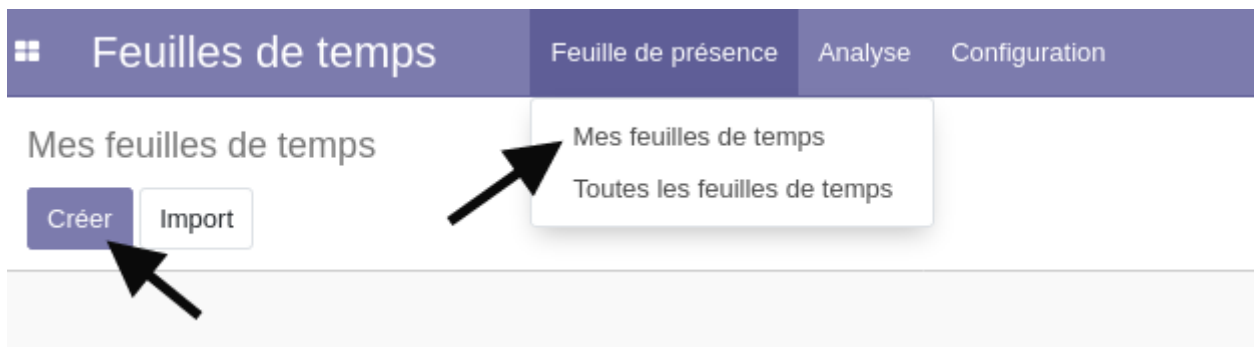 Feuilles de temps Feuille de présence Analyse Configuration
Mes feuilles de temps
Toutes les feuilles de temps
Mes feuilles de temps
Créer Import